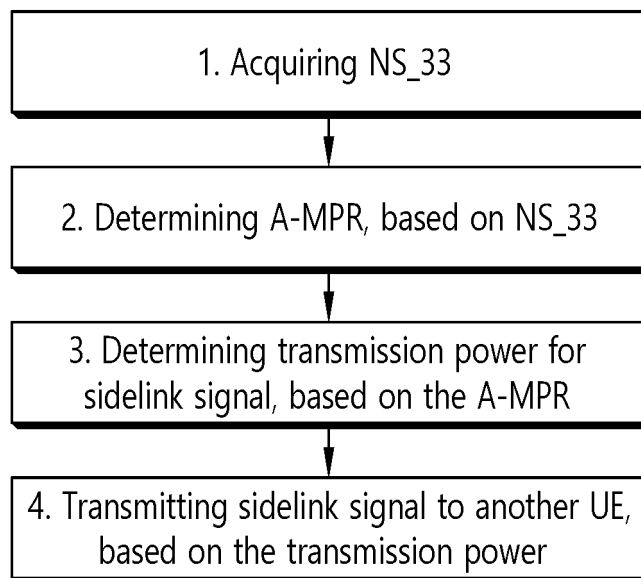 1. Acquiring NS_33
2. Determining A-MPR, based on NS_33
3. Determining transmission power for
sidelink signal, based on the A-MPR
4. Transmitting sidelink signal to another UE,
based on the transmission power